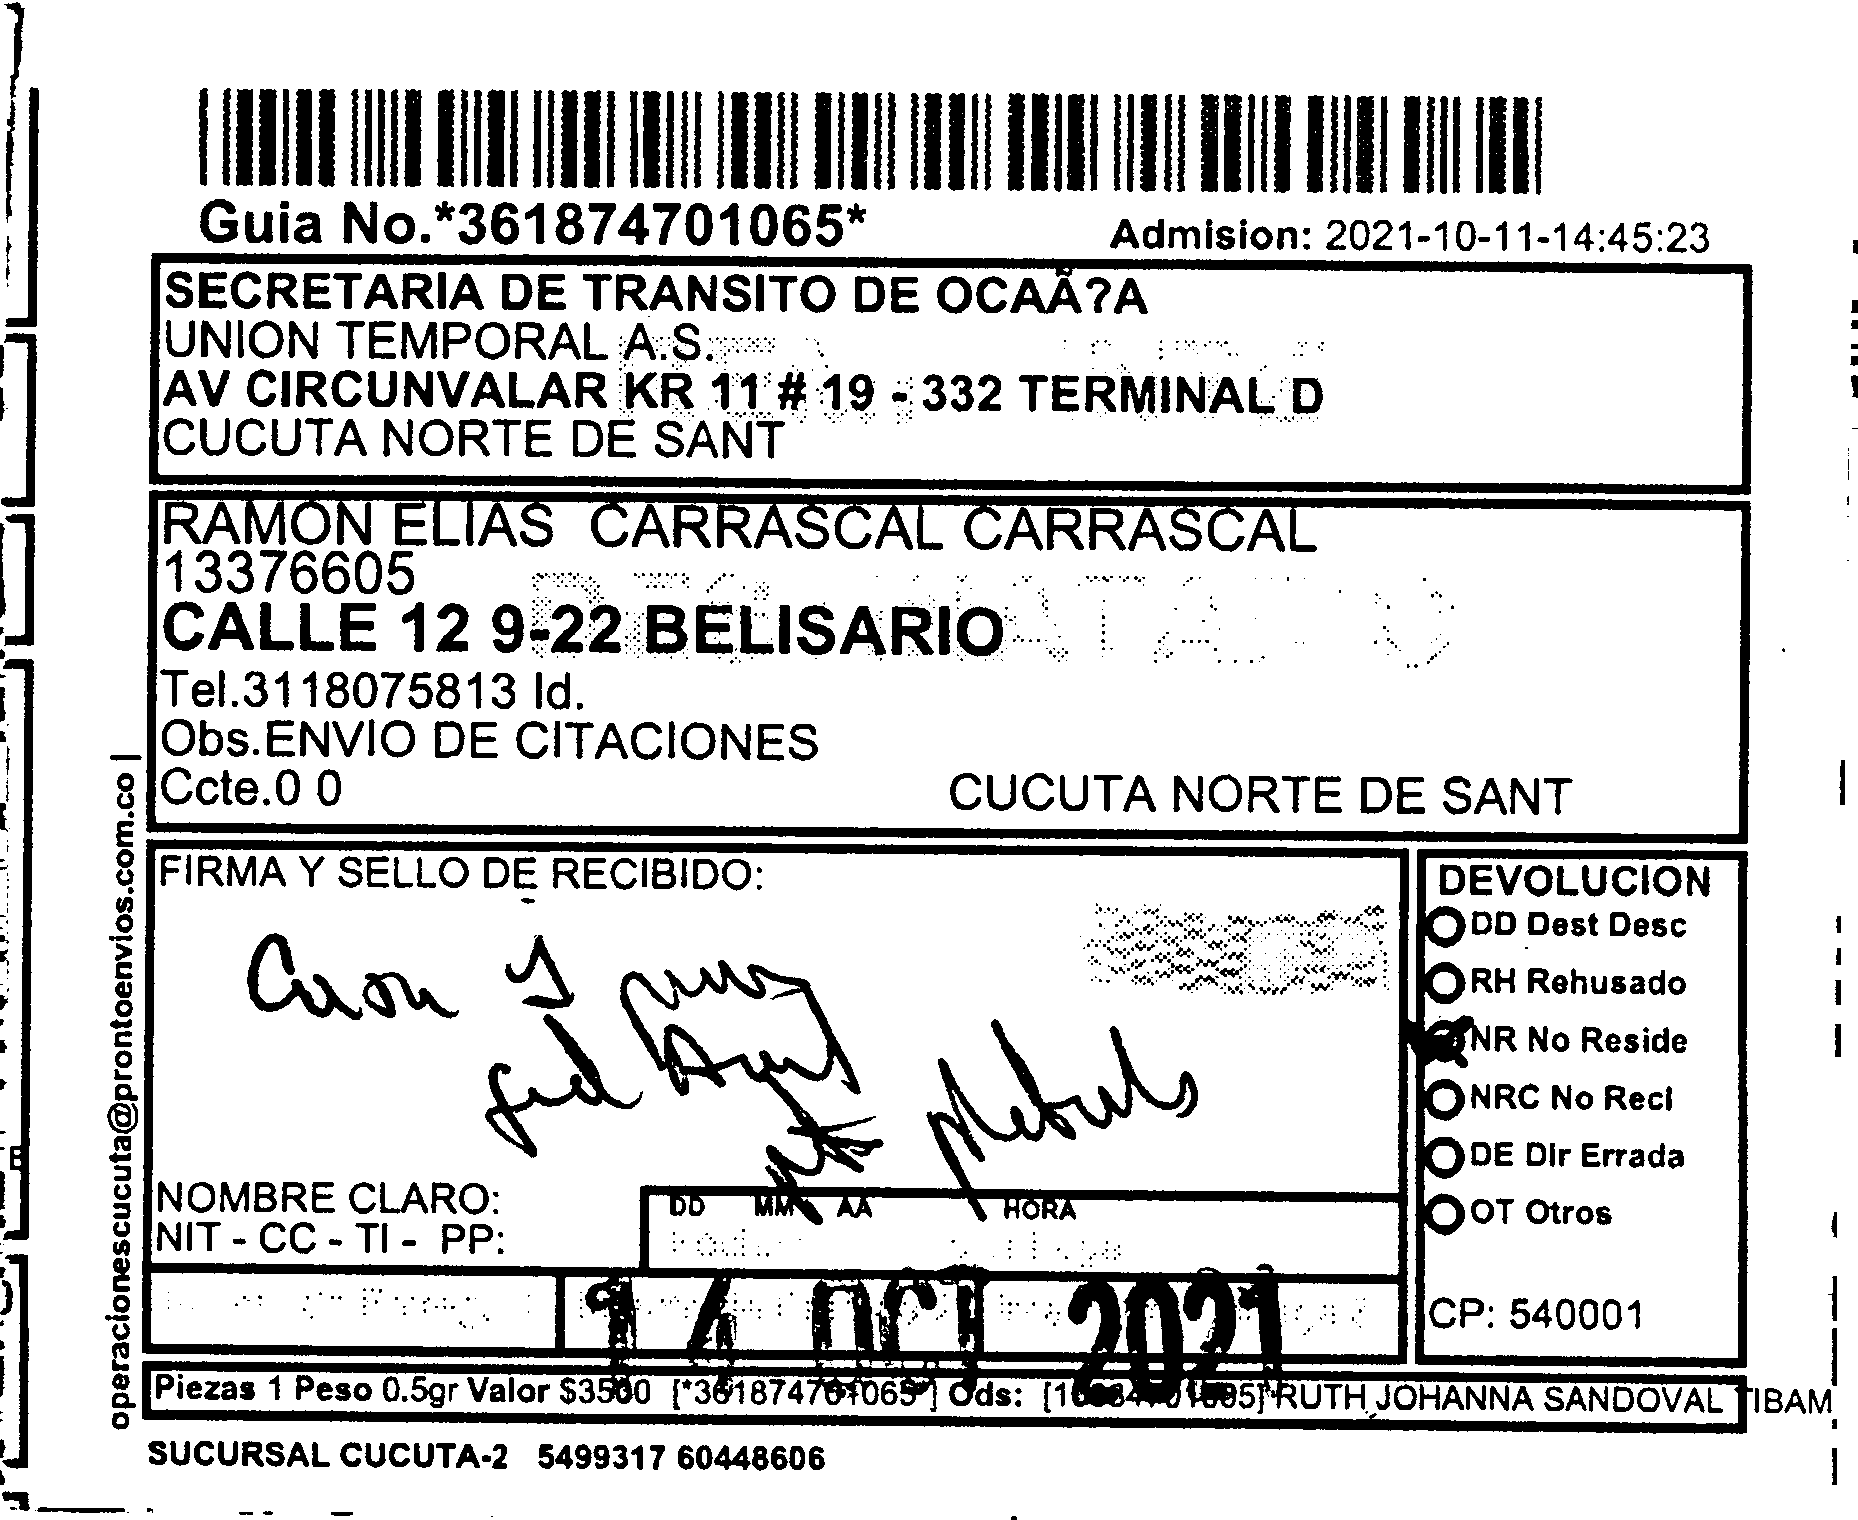 Guia No.*361874701065*
Admision: 2021-10-11-14:45:23
SECRETARIA DE TRANSITO DE OCAÃ?A
UNION TEMPORAL A.S.
AV CIRCUNVALAR KR 11 # 19 - 332 TERMINAL D
CUCUTA NORTE DE SANT
RAMON ELIAS CARRASCAL CARRASCAL
13376605
CALLE 12 9-22 BELISARIO
Tel.3118075813 Id.
Obs.ENVIO DE CITACIONES
Ccte.0 0
CUCUTA NORTE DE SANT
operacionescucuta@prontoenvios.com.co |
FIRMA Y SELLO DE RECIBIDO:
NOMBRE CLARO:
NIT - CC - TI - PP:
DD MM AA HORA
14 OCT 2021
DEVOLUCION
DD Dest Desc
RH Rehusado
NR No Reside
NRC No Recl
DE Dir Errada
OT Otros
CP: 540001
Piezas 1 Peso 0.5gr Valor $3500 [*361874701065*] Ods: RUTH JOHANNA SANDOVAL TIBAM
SUCURSAL CUCUTA-2 5499317 60448606